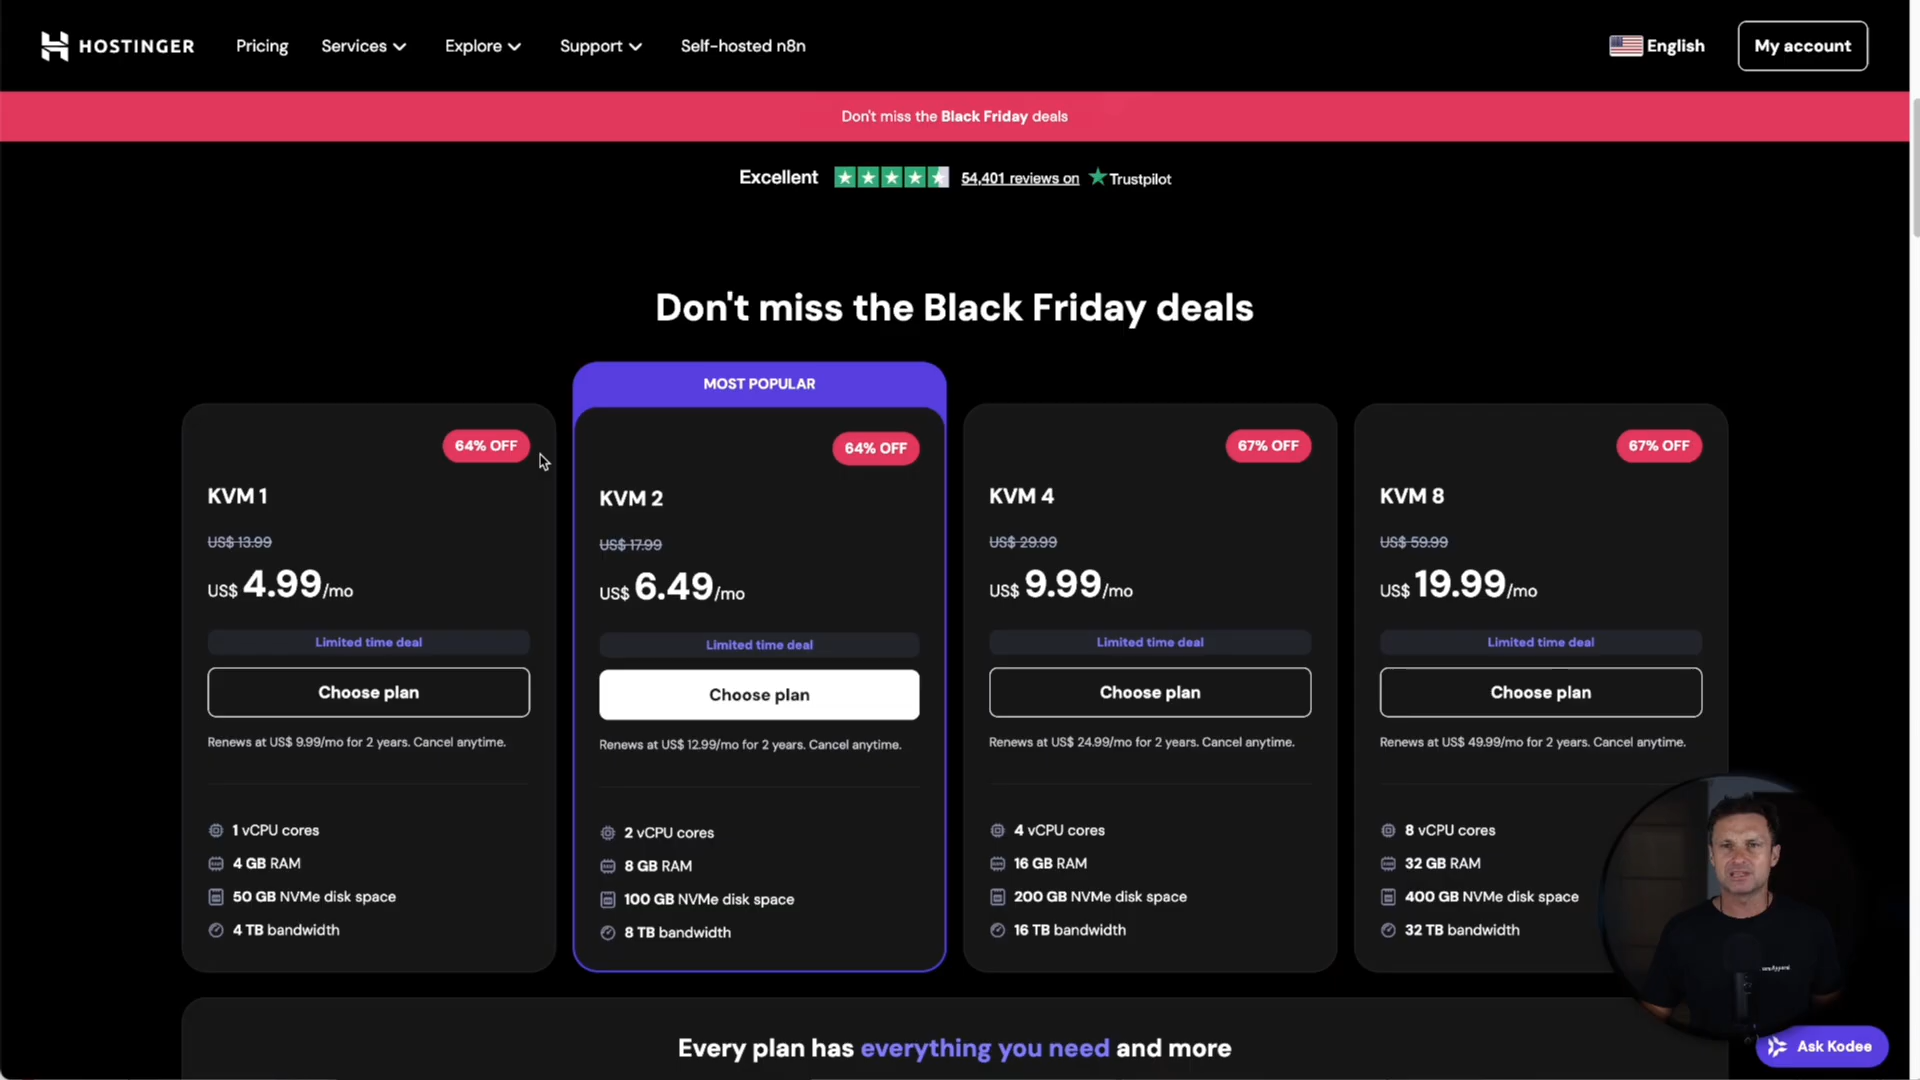 HOSTINGER
Pricing
Services
Explore
Support
Self-hosted n8n
English
My account
Don't miss the Black Friday deals
Excellent
54,401 reviews on
Trustpilot
Don't miss the Black Friday deals
64% OFF
KVM 1
US$ 13.99
US$ 4.99/mo
Limited time deal
Choose plan
Renews at US$ 9.99/mo for 2 years. Cancel anytime.
1 vCPU cores
4 GB RAM
50 GB NVMe disk space
4 TB bandwidth
MOST POPULAR
64% OFF
KVM 2
US$ 17.99
US$ 6.49/mo
Limited time deal
Choose plan
Renews at US$ 12.99/mo for 2 years. Cancel anytime.
2 vCPU cores
8 GB RAM
100 GB NVMe disk space
8 TB bandwidth
67% OFF
KVM 4
US$ 29.99
US$ 9.99/mo
Limited time deal
Choose plan
Renews at US$ 24.99/mo for 2 years. Cancel anytime.
4 vCPU cores
16 GB RAM
200 GB NVMe disk space
16 TB bandwidth
67% OFF
KVM 8
US$ 59.99
US$ 19.99/mo
Limited time deal
Choose plan
Renews at US$ 49.99/mo for 2 years. Cancel anytime.
8 vCPU cores
32 GB RAM
400 GB NVMe disk space
32 TB bandwidth
Every plan has everything you need and more
Ask Kodee